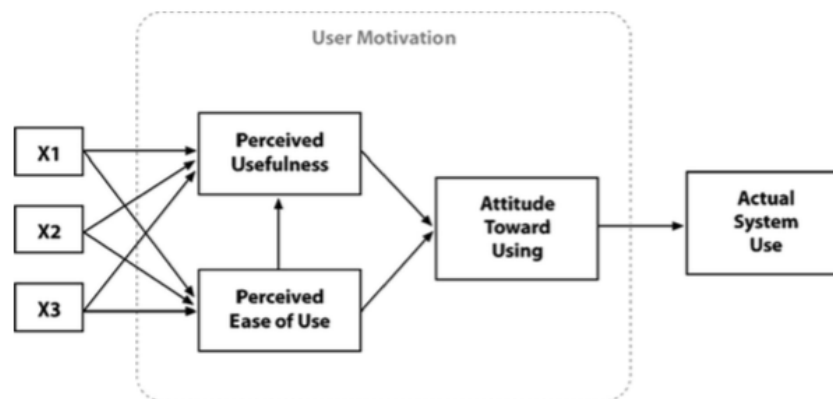 User Motivation
X1
X2
X3
Perceived
Usefulness
Perceived
Ease of Use
Attitude
Toward
Using
Actual
System
Use